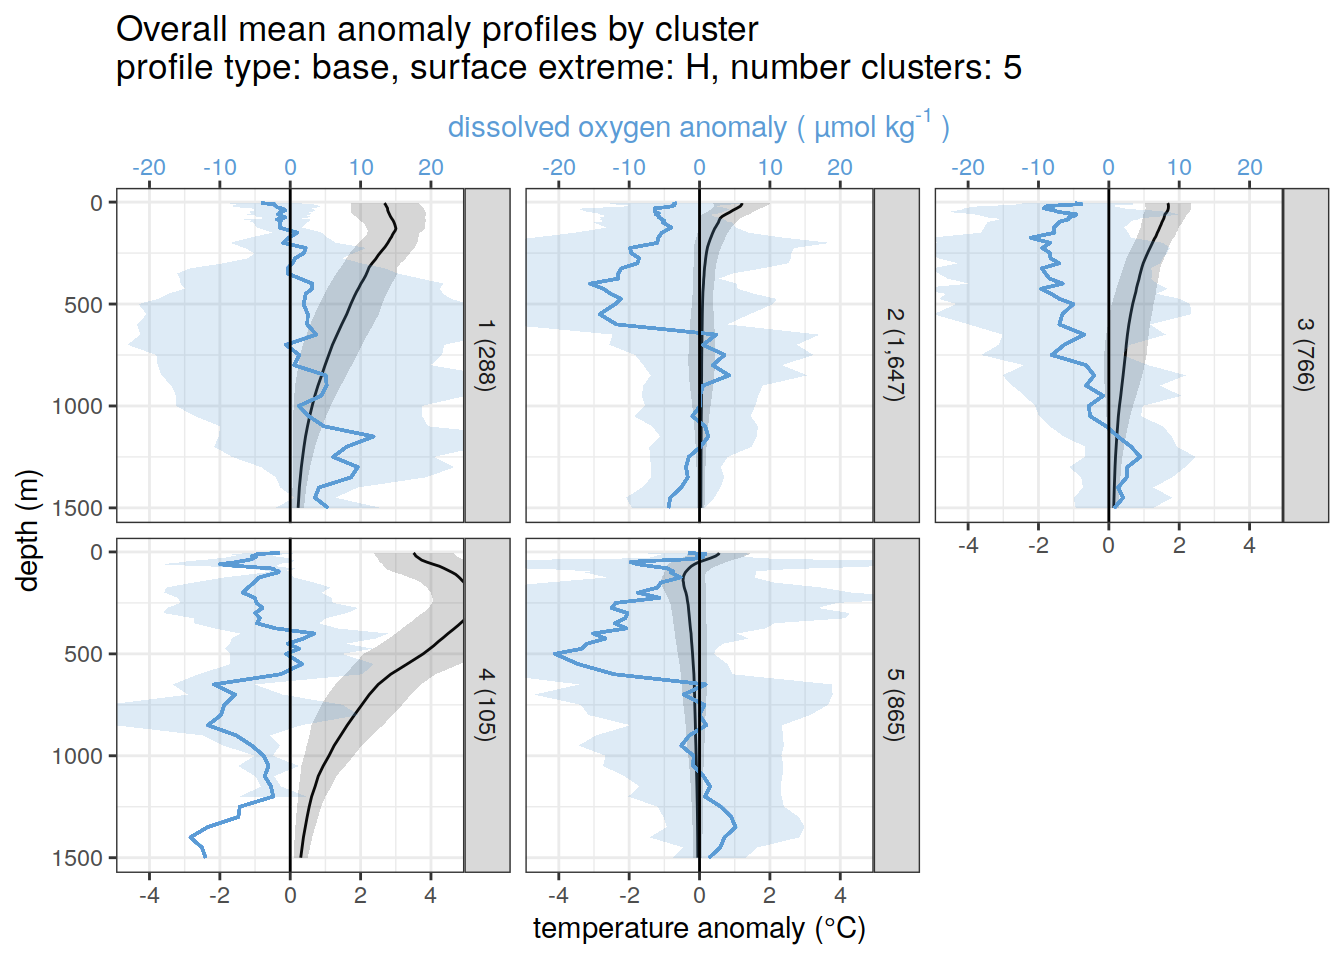 Overall mean anomaly profiles by cluster
profile type: base, surface extreme: H, number clusters: 5
dissolved oxygen anomaly ( µmol kg-1 )
-20 -10 0 10 20 -20 -10 0 10 20 -20 -10 0 10 20
0
500
1000
1500
1 (288)
2 (1,647)
3 (766)
-4 -2 0 2 4
depth (m)
0
500
1000
1500
4 (105)
5 (865)
-4 -2 0 2 4 -4 -2 0 2 4
temperature anomaly (°C)